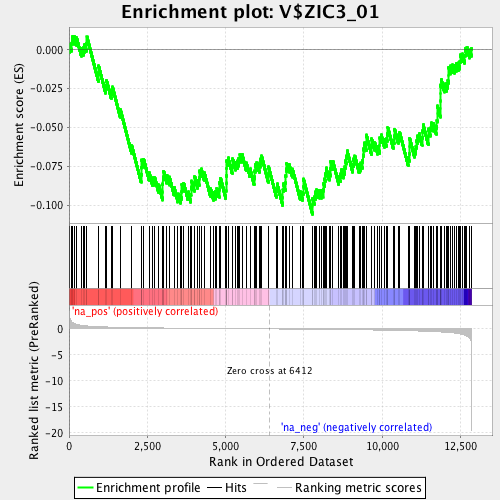 Enrichment plot: V$ZIC3_01
Enrichment score (ES)
0.000
-0.025
-0.050
-0.075
-0.100
'na_pos' (positively correlated)
Ranked list metric (PreRanked)
0
-5
-10
-15
-20
Zero cross at 6412
'na_neg' (negatively correlated)
0
2,500
5,000
7,500
10,000
12,500
Rank in Ordered Dataset
Enrichment profile
Hits
Ranking metric scores